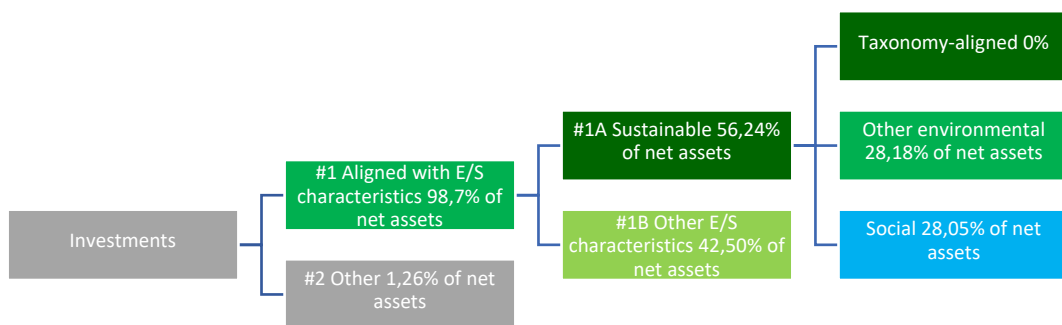 Investments
#1 Aligned with E/S
characteristics 98,7% of
net assets
#2 Other 1,26% of net
assets
#1A Sustainable 56,24%
of net assets
#1B Other E/S
characteristics 42,50% of
net assets
Taxonomy-aligned 0%
Other environmental
28,18% of net assets
Social 28,05% of net
assets